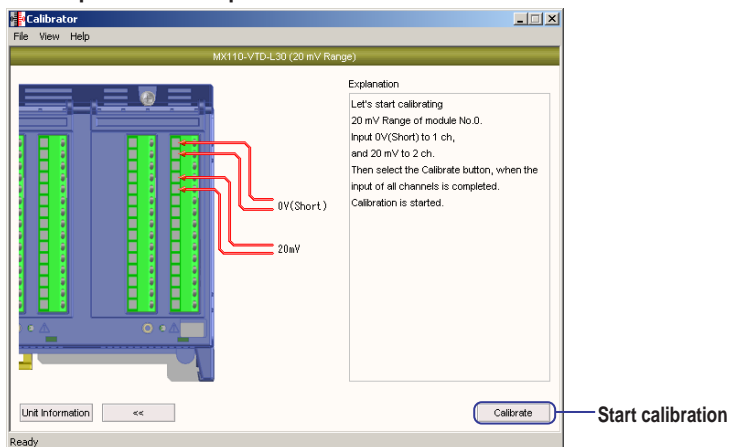 Calibrator
File View Help
MX110-VTD-L30 (20 mV Range)
Explanation
Let's start calibrating
20 mV Range of module No.0.
Input 0V(Short) to 1 ch,
and 20 mV to 2 ch.
Then select the Calibrate button, when the
input of all channels is completed.
Calibration is started.
0V(Short)
20mV
Unit Information
<<
Calibrate
Start calibration
Ready